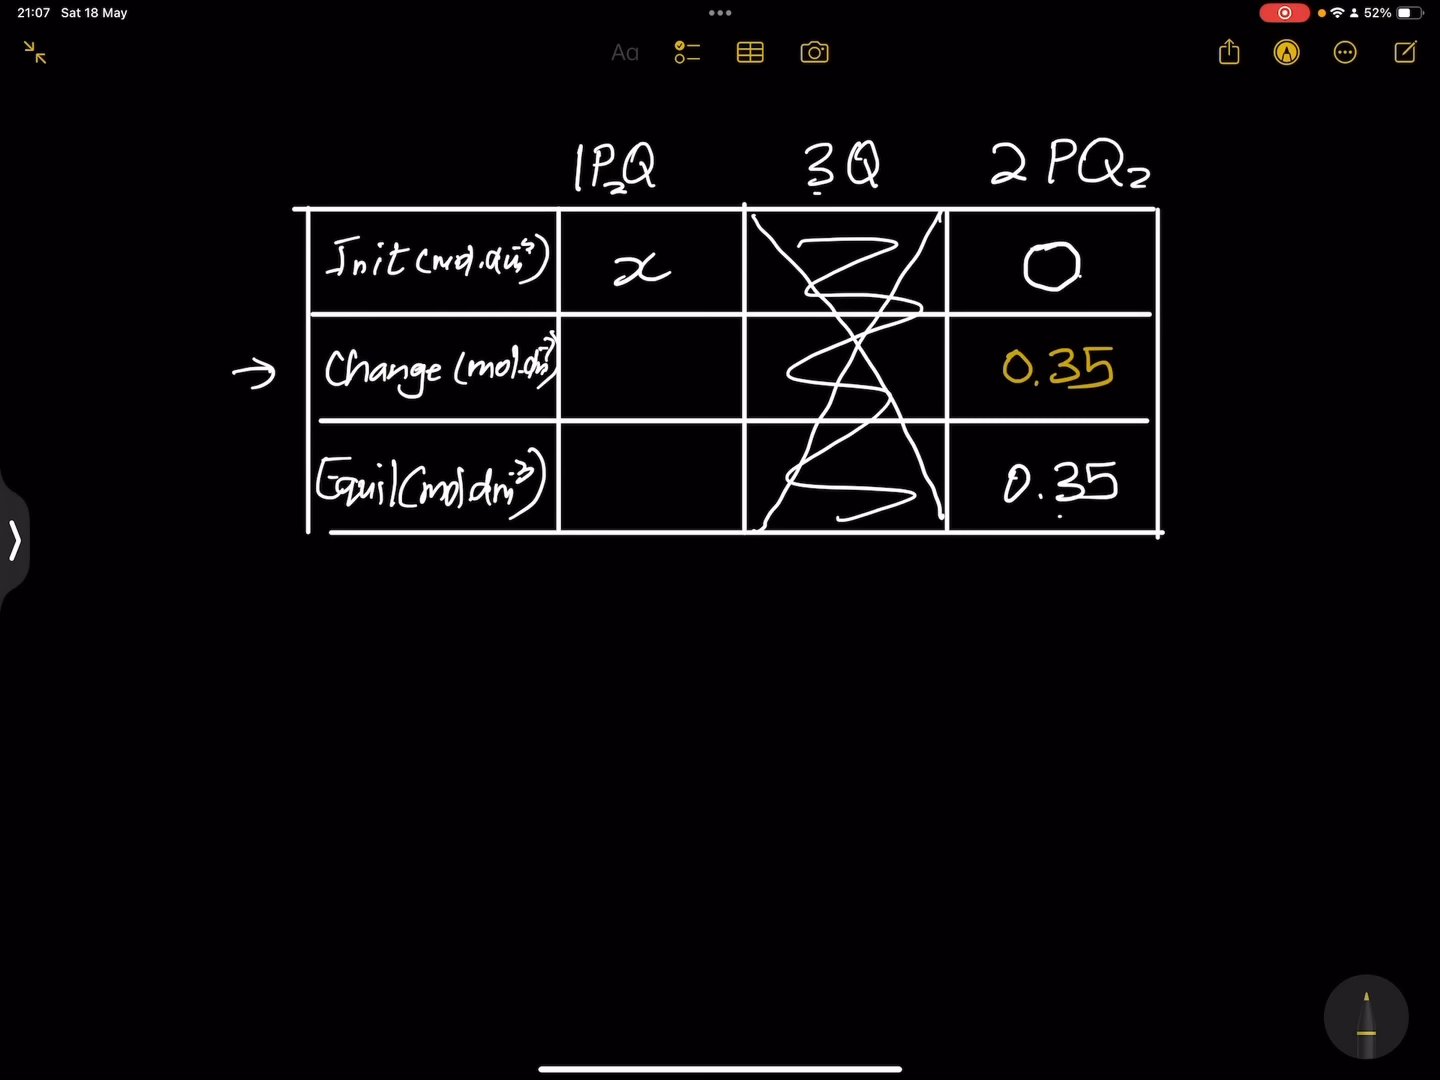 21:07 Sat 18 May
52%
Aa
1P₂Q 3Q 2PQ₂
Init (mol.dm⁻³) x 0
Change (mol.dm⁻³) 0.35
Equil (mol.dm⁻³) 0.35